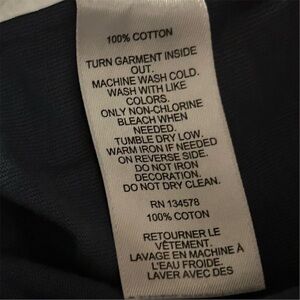 100% COTTON
TURN GARMENT INSIDE
OUT.
MACHINE WASH COLD.
WASH WITH LIKE
COLORS.
ONLY NON-CHLORINE
BLEACH WHEN
NEEDED.
TUMBLE DRY LOW.
WARM IRON IF NEEDED
ON REVERSE SIDE.
DO NOT IRON
DECORATION.
DO NOT DRY CLEAN.
RN 134578
100% COTON
RETOURNER LE
VÊTEMENT.
LAVAGE EN MACHINE À
L'EAU FROIDE.
LAVER AVEC DES